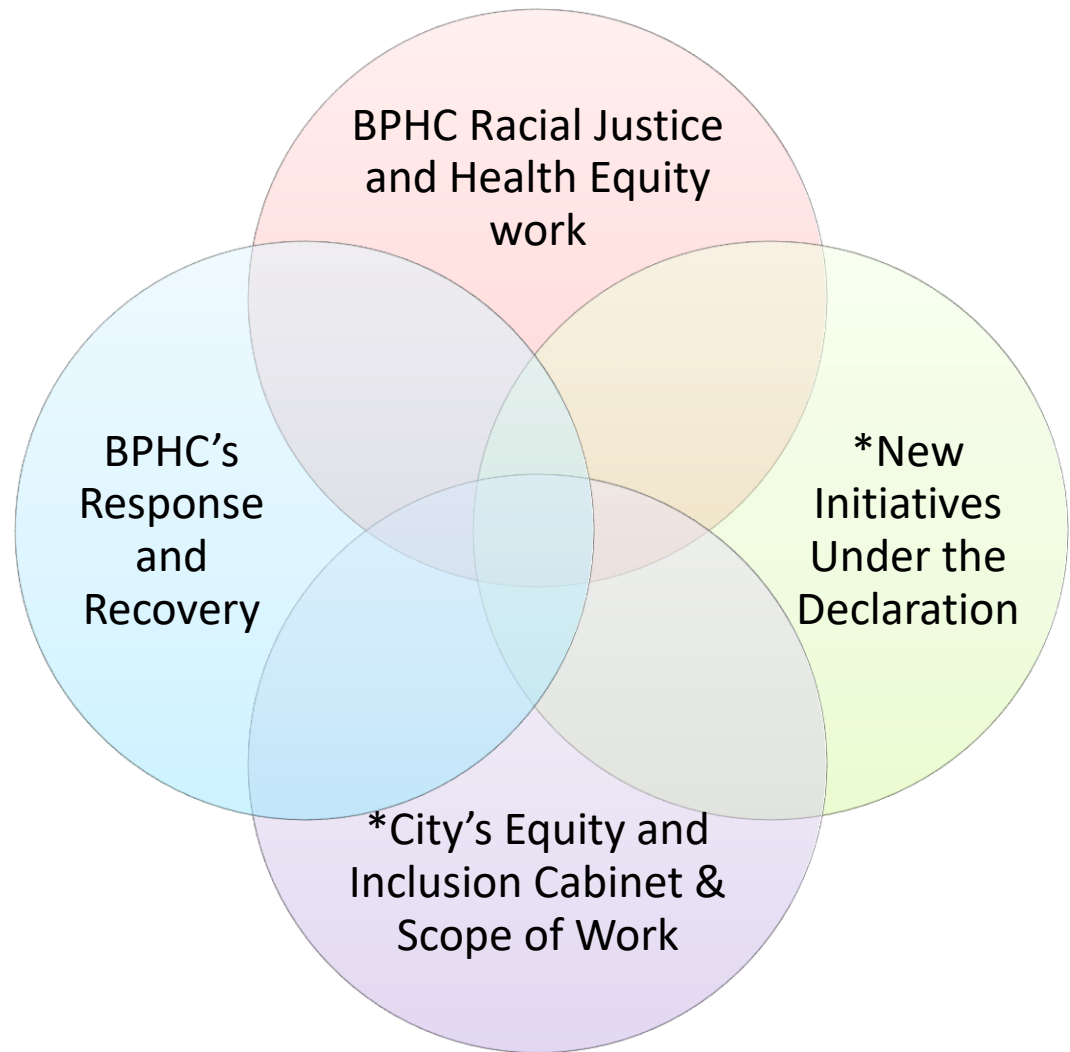 BPHC Racial Justice
and Health Equity
work
BPHC’s
Response
and
Recovery
*New
Initiatives
Under the
Declaration
*City’s Equity and
Inclusion Cabinet &
Scope of Work